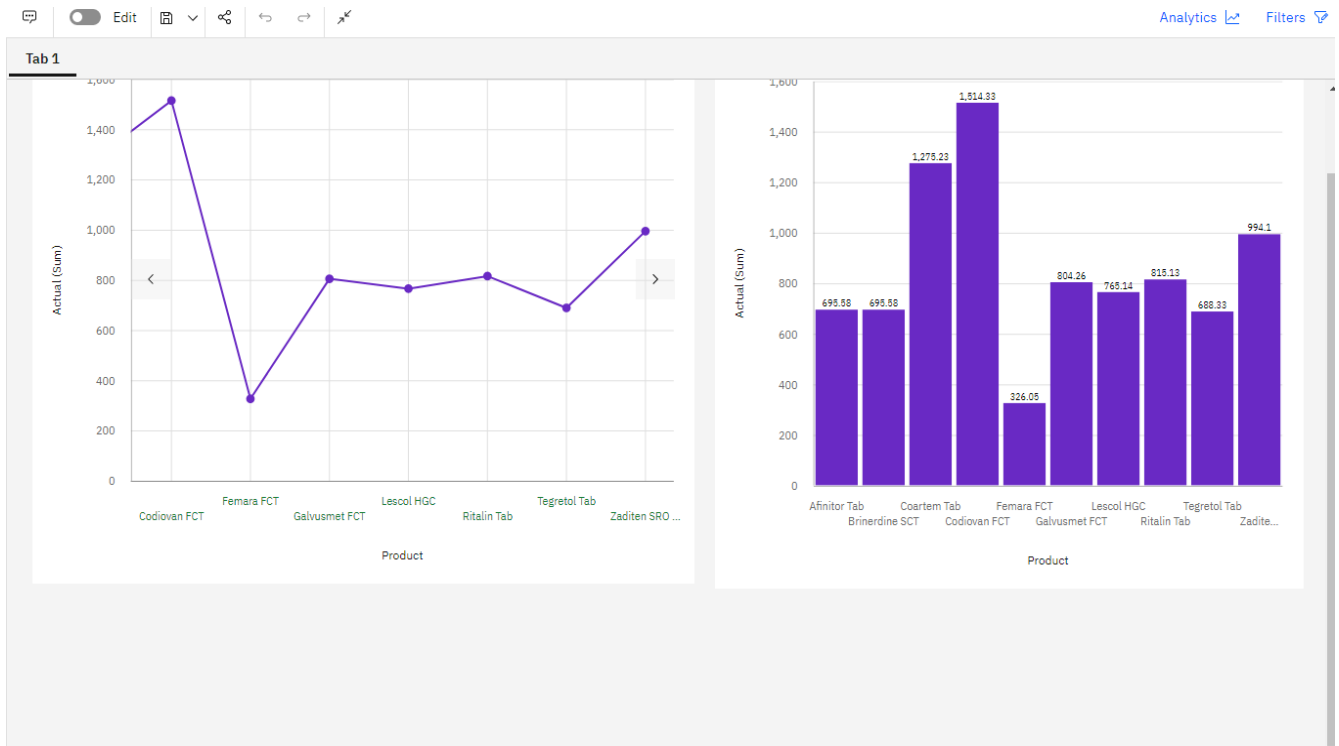 Edit
Analytics
Filters
Tab 1
1,600
1,400
1,200
1,000
800
600
400
200
0
Actual (Sum)
Femara FCT Lescol HGC Tegretol Tab
Codiovan FCT Galvusmet FCT Ritalin Tab Zaditen SRO ...
Product
1,600
1,400
1,200
1,000
800
600
400
200
0
Actual (Sum)
695.58
695.58
1,275.23
1,514.33
326.05
804.26
765.14
815.13
688.33
994.1
Afinitor Tab Coartem Tab Femara FCT Lescol HGC Tegretol Tab
Brinerdine SCT Codiovan FCT Galvusmet FCT Ritalin Tab Zadite...
Product